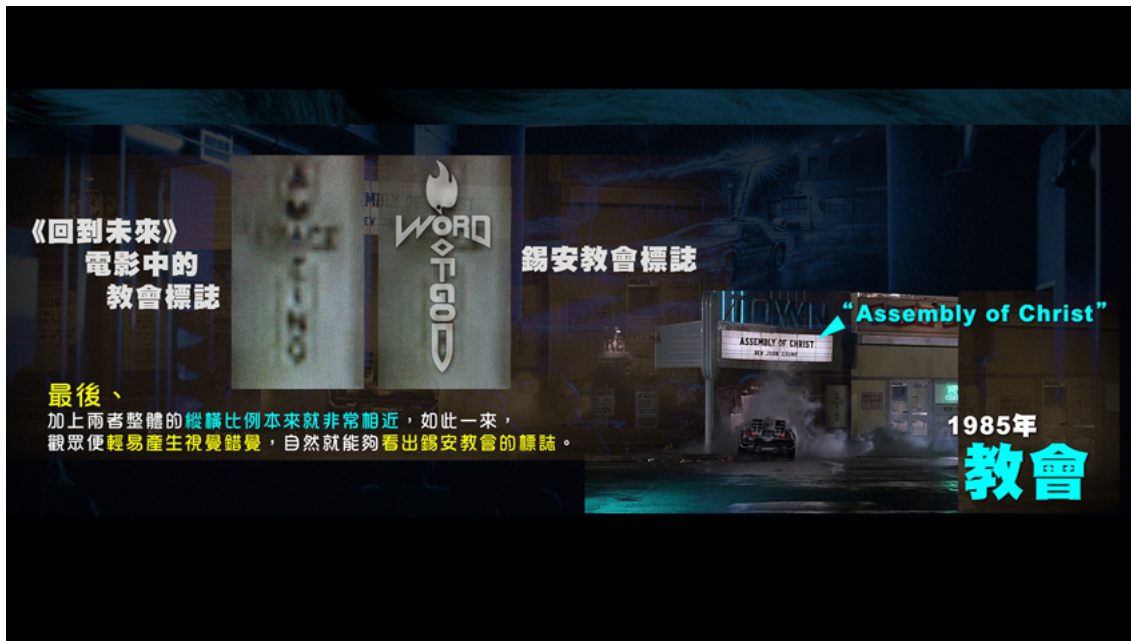 《回到未來》
電影中的
教會標誌
WORD
OF GOD
錫安教會標誌
“Assembly of Christ”
TOWN
ASSEMBLY OF CHRIST
1985年
教會
最後、
加上兩者整體的縱橫比例本來就非常相近，如此一來，
觀眾便輕易產生視覺錯覺，自然就能夠看出錫安教會的標誌。